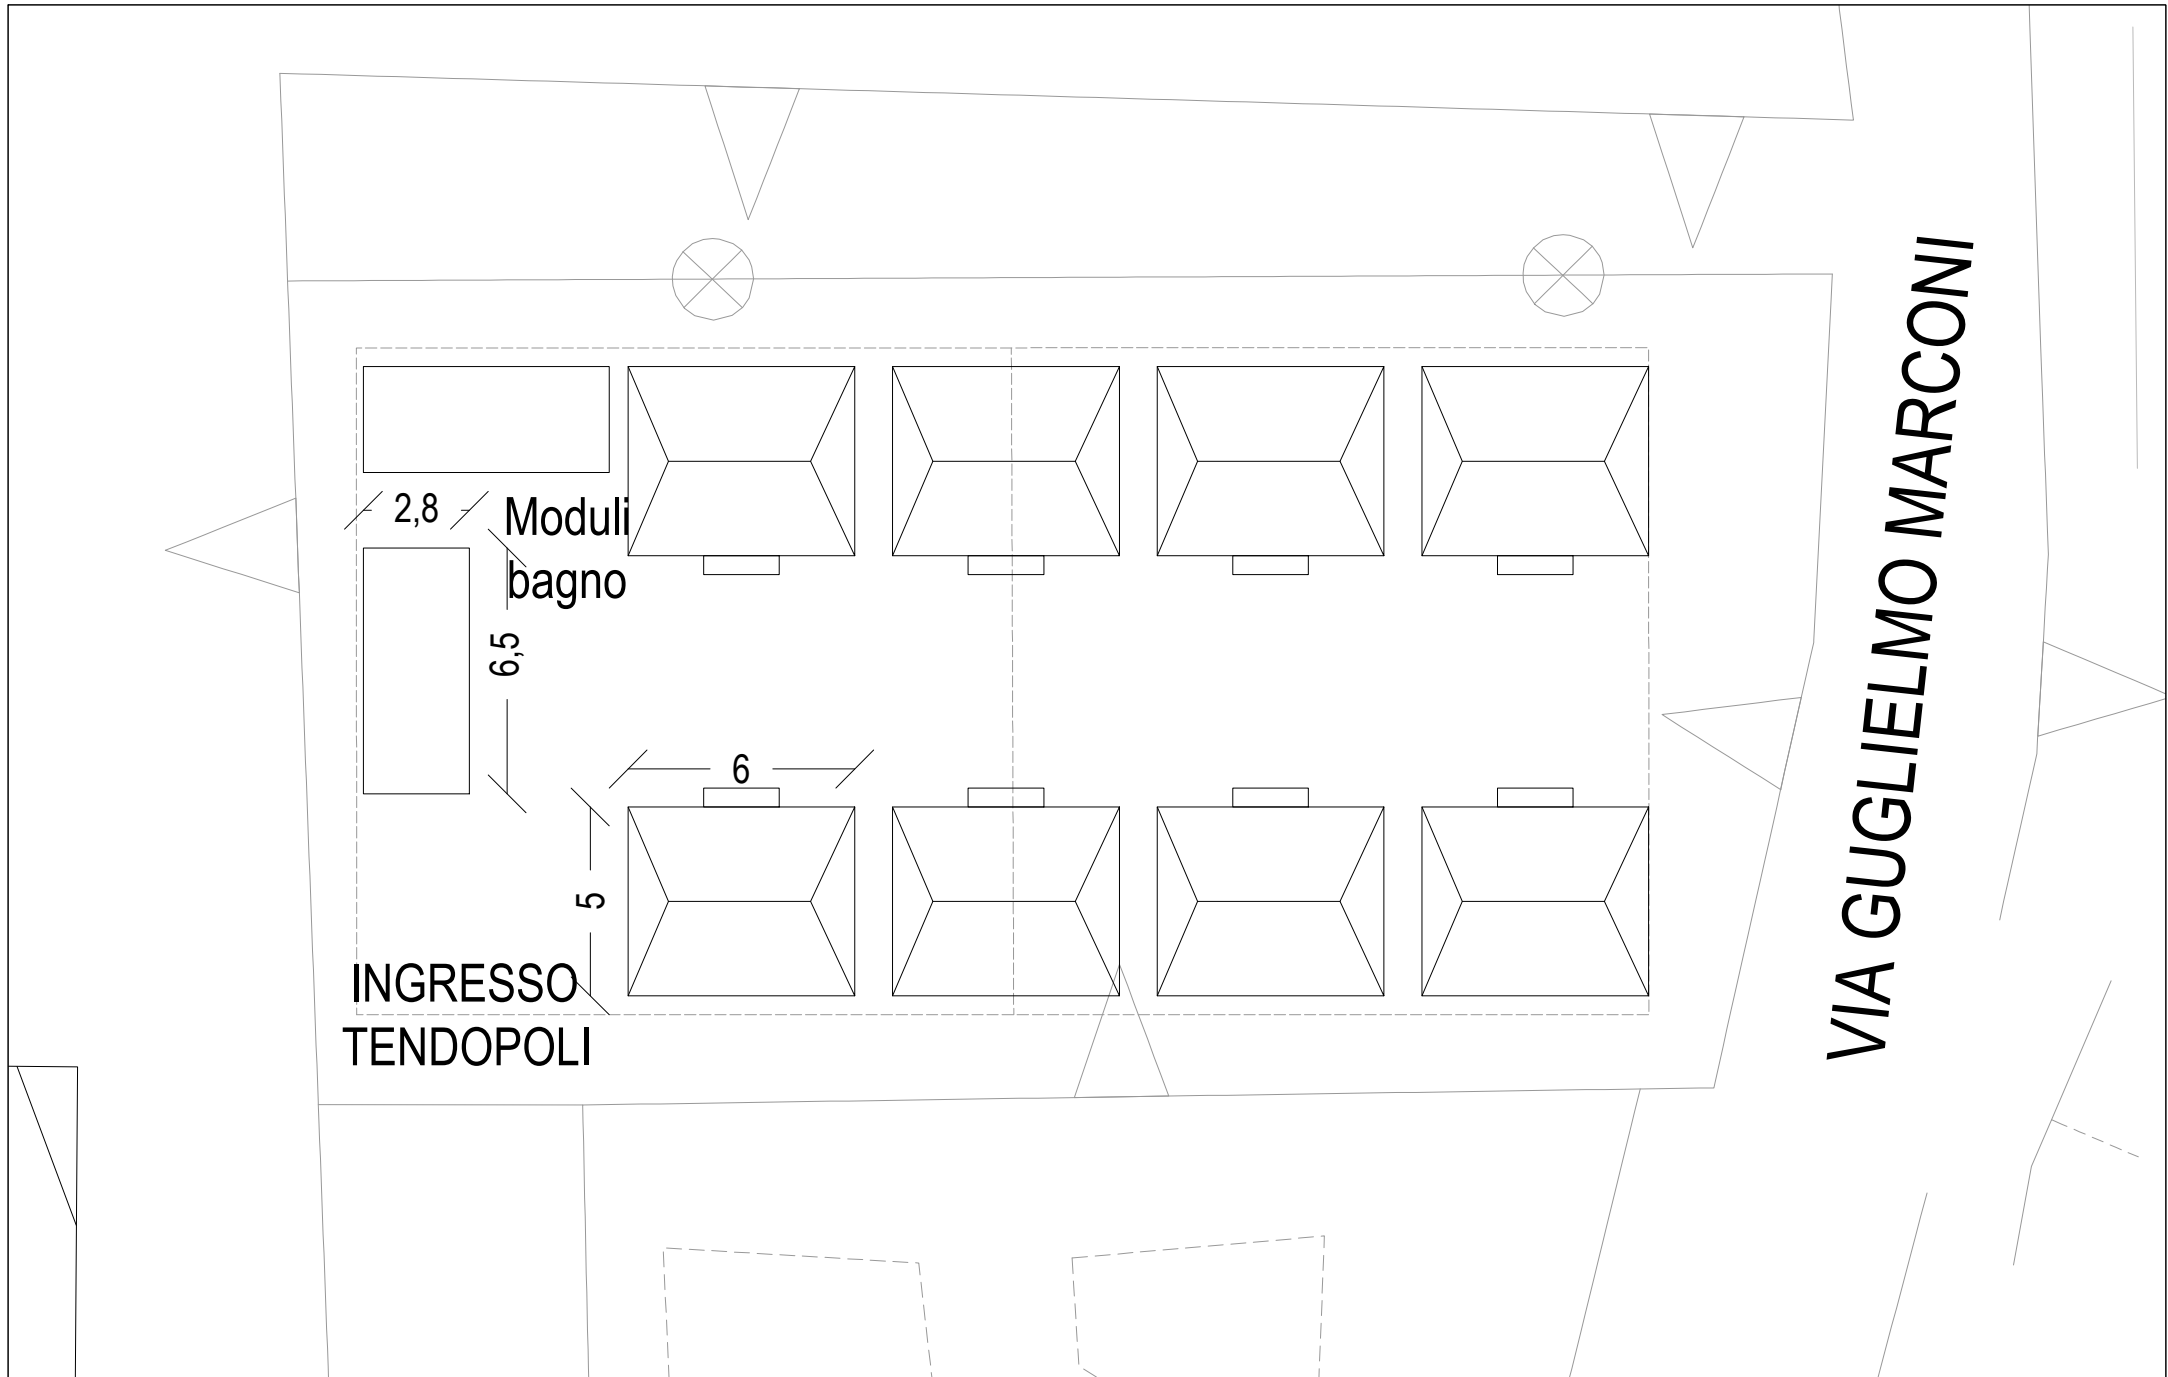 2,8
Moduli
bagno
6,5
6
5
INGRESSO
TENDOPOLI
VIA GUGLIELMO MARCONI